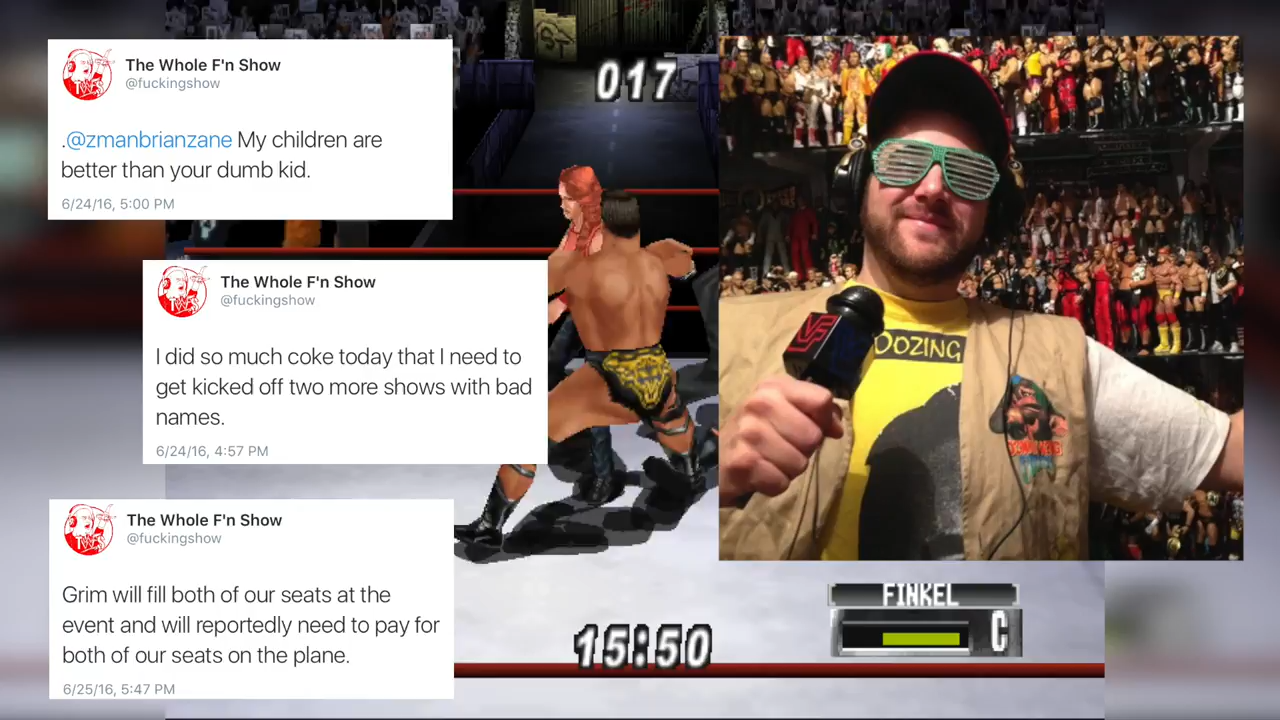 The Whole F'n Show
@fuckingshow
.@zmanbrianzane My children are
better than your dumb kid.
6/24/16, 5:00 PM
The Whole F'n Show
@fuckingshow
I did so much coke today that I need to
get kicked off two more shows with bad
names.
6/24/16, 4:57 PM
The Whole F'n Show
@fuckingshow
Grim will fill both of our seats at the
event and will reportedly need to pay for
both of our seats on the plane.
6/25/16, 5:47 PM
017
15:50
OOZING
FINKEL
C